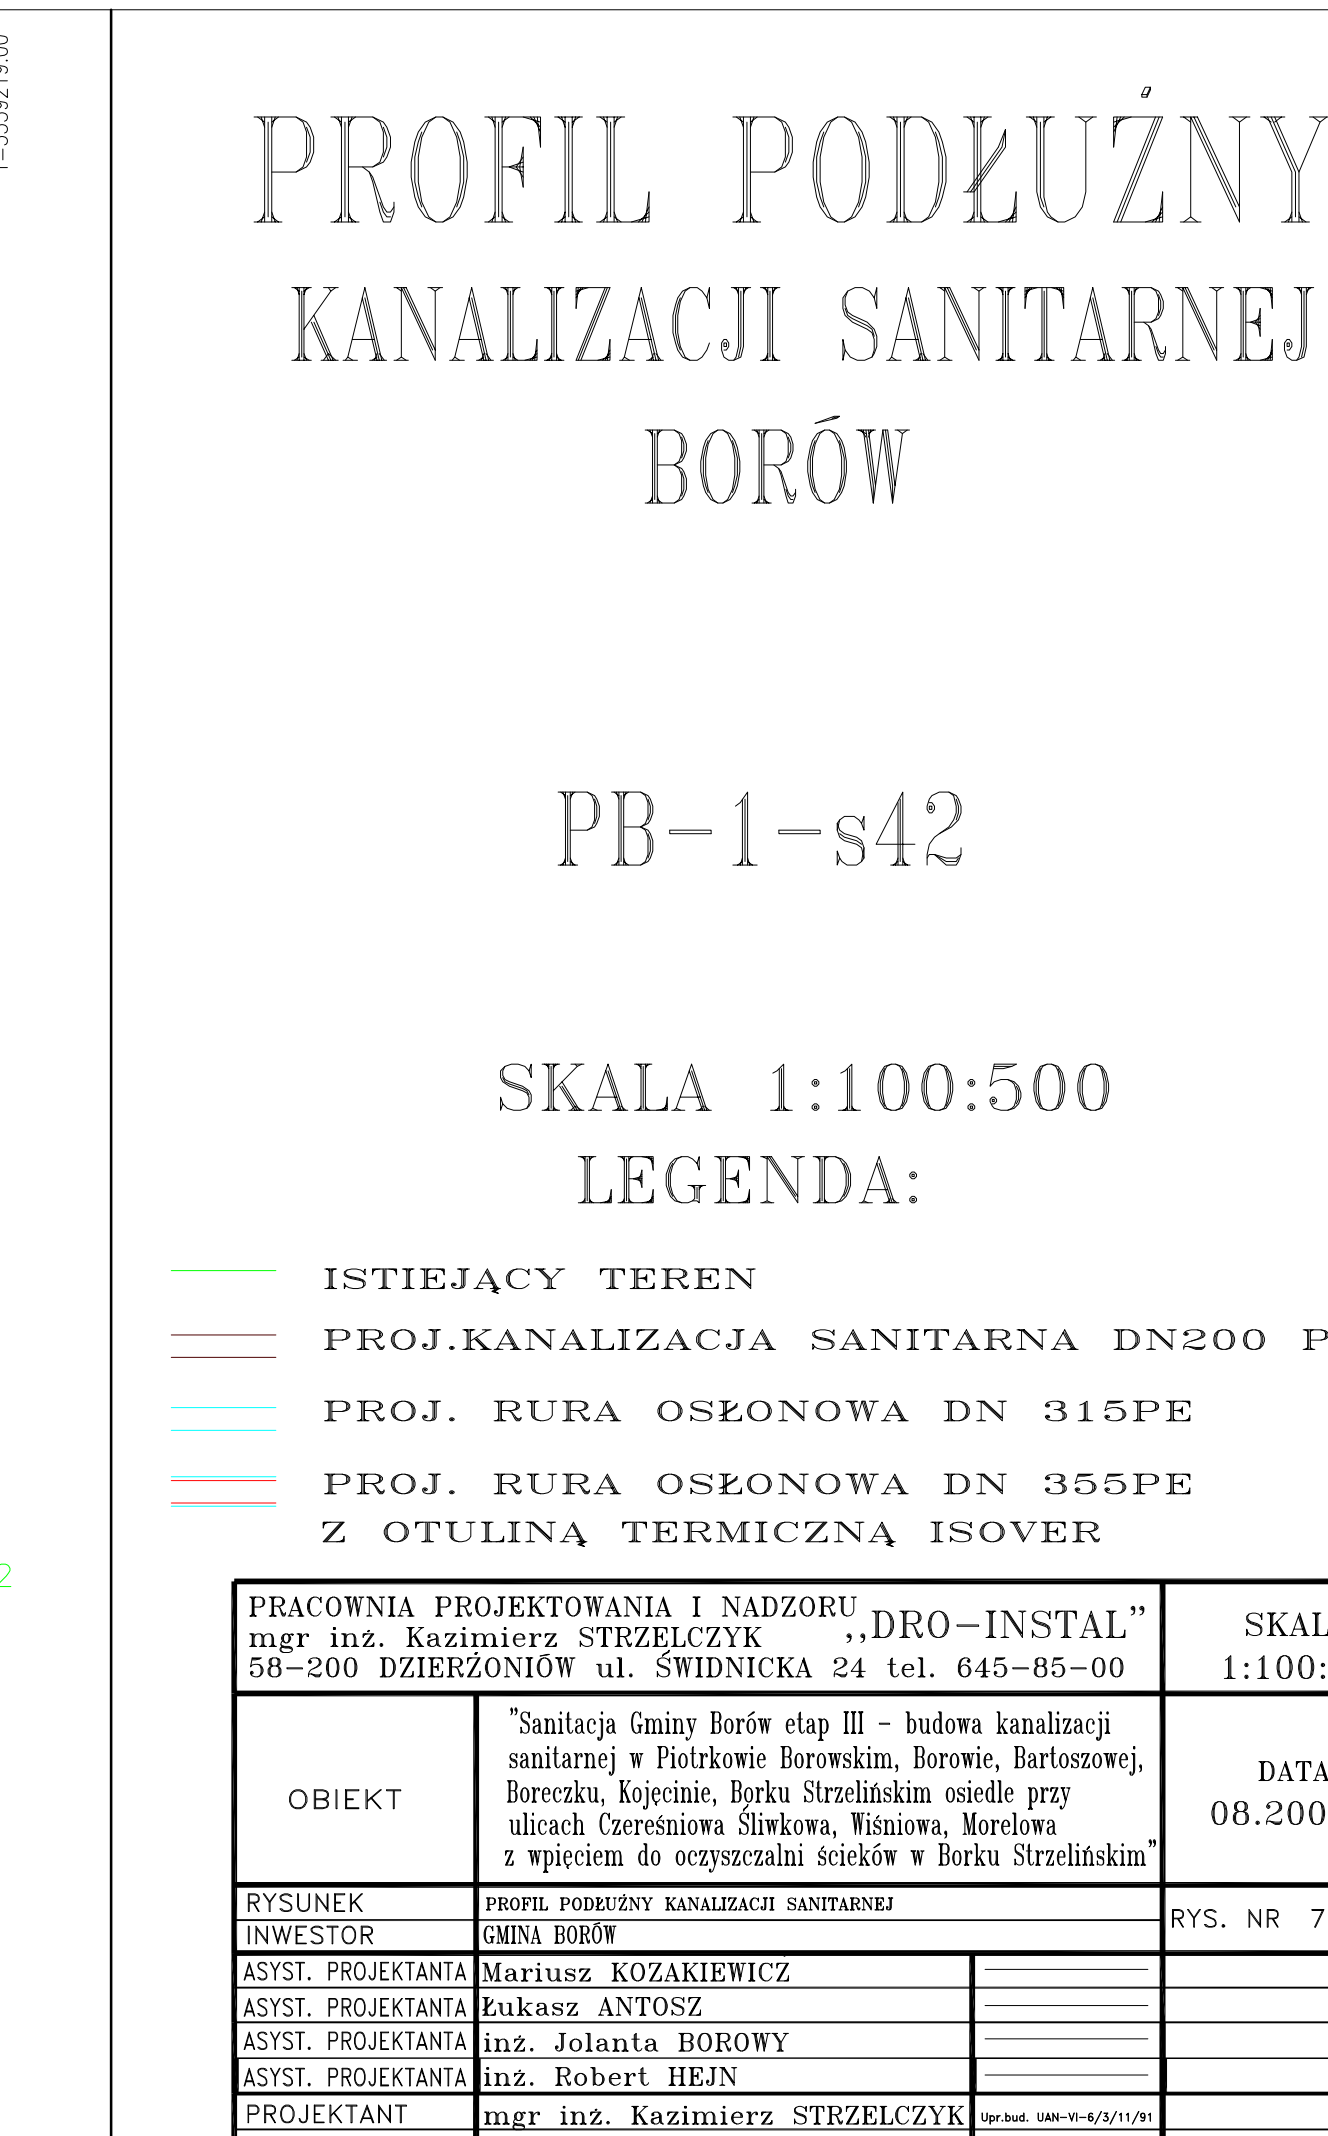 PROFIL PODŁUŻNY
KANALIZACJI SANITARNEJ
BORÓW
PB-1-s42
SKALA 1:100:500
LEGENDA:
ISTIEJĄCY TEREN
PROJ.KANALIZACJA SANITARNA DN200 P
PROJ. RURA OSŁONOWA DN 315PE
PROJ. RURA OSŁONOWA DN 355PE
Z OTULINĄ TERMICZNĄ ISOVER
2
PRACOWNIA PROJEKTOWANIA I NADZORU ,,DRO-INSTAL”
mgr inż. Kazimierz STRZELCZYK
58-200 DZIERŻONIÓW ul. ŚWIDNICKA 24 tel. 645-85-00
SKAL
1:100:
OBIEKT
”Sanitacja Gminy Borów etap III - budowa kanalizacji
sanitarnej w Piotrkowie Borowskim, Borowie, Bartoszowej,
Boreczku, Kojęcinie, Borku Strzelińskim osiedle przy
ulicach Czereśniowa Śliwkowa, Wiśniowa, Morelowa
z wpięciem do oczyszczalni ścieków w Borku Strzelińskim”
DATA
08.200
RYSUNEK PROFIL PODŁUŻNY KANALIZACJI SANITARNEJ
INWESTOR GMINA BORÓW
RYS. NR 7
ASYST. PROJEKTANTA Mariusz KOZAKIEWICZ
ASYST. PROJEKTANTA Łukasz ANTOSZ
ASYST. PROJEKTANTA inż. Jolanta BOROWY
ASYST. PROJEKTANTA inż. Robert HEJN
PROJEKTANT mgr inż. Kazimierz STRZELCZYK Upr.bud. UAN-VI-6/3/11/91